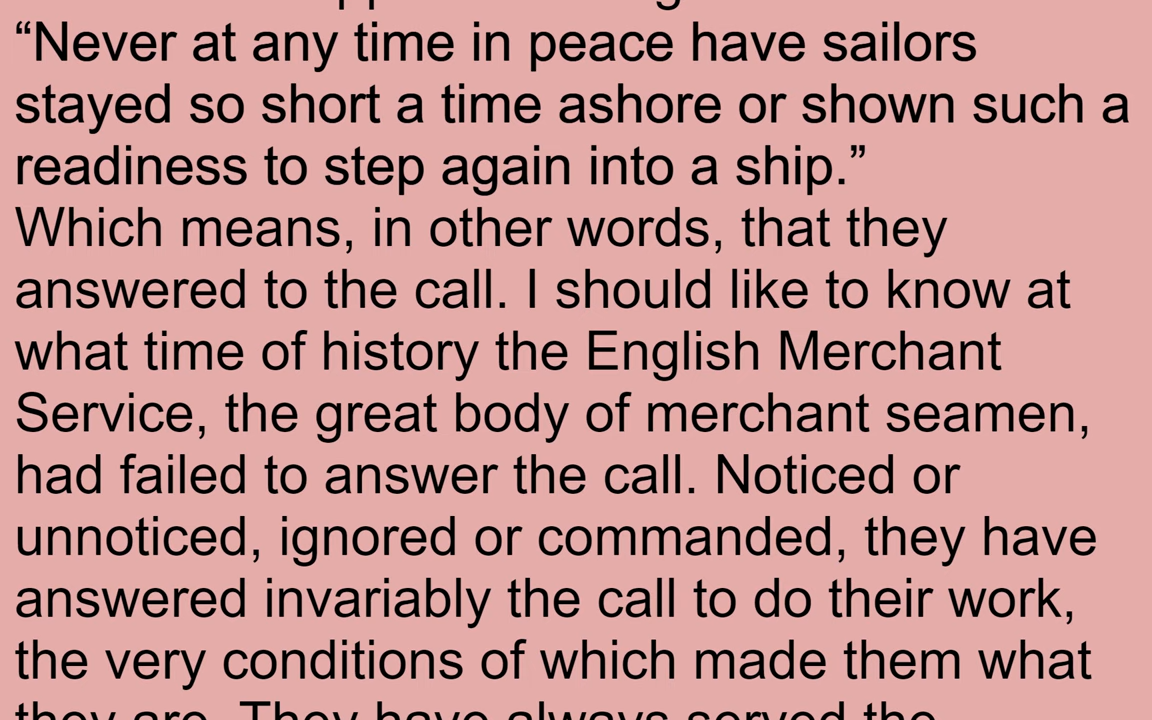 “Never at any time in peace have sailors
stayed so short a time ashore or shown such a
readiness to step again into a ship.”
Which means, in other words, that they
answered to the call. I should like to know at
what time of history the English Merchant
Service, the great body of merchant seamen,
had failed to answer the call. Noticed or
unnoticed, ignored or commanded, they have
answered invariably the call to do their work,
the very conditions of which made them what
they are. They have always served the